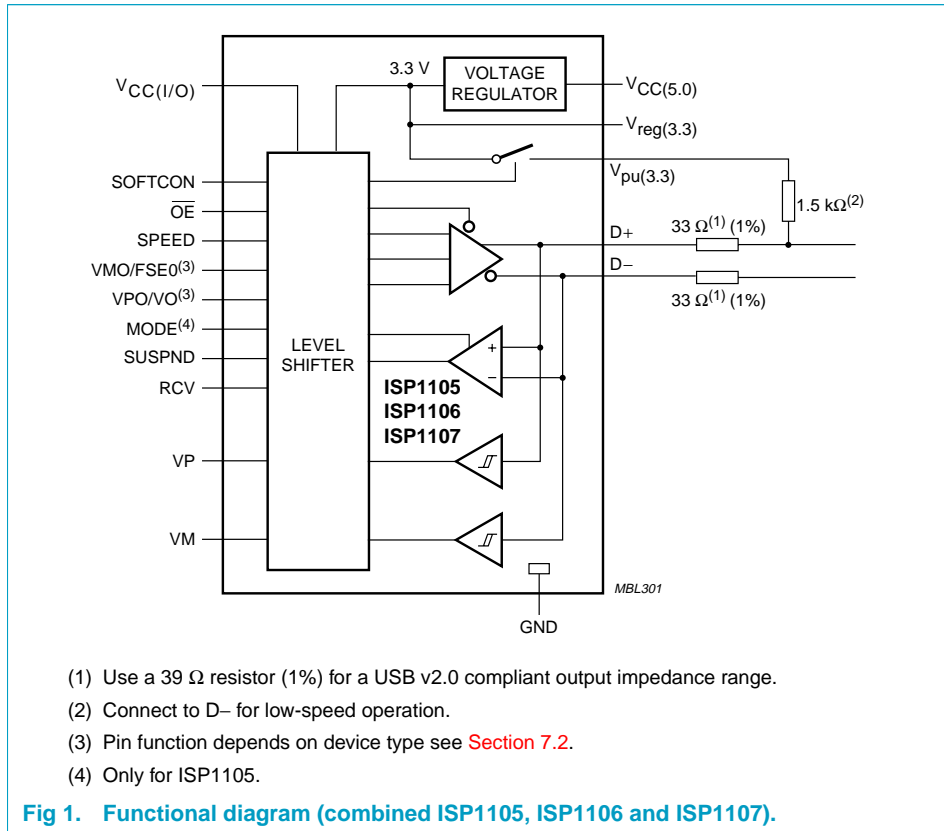 3.3 V
VOLTAGE
REGULATOR
VCC(I/O)
VCC(5.0)
Vreg(3.3)
Vpu(3.3)
SOFTCON
1.5 kΩ(2)
OE
SPEED
D+
33 Ω(1) (1%)
VMO/FSE0(3)
D−
33 Ω(1) (1%)
VPO/VO(3)
MODE(4)
LEVEL
SHIFTER
+
−
SUSPND
RCV
ISP1105
ISP1106
ISP1107
VP
VM
MBL301
GND
(1) Use a 39 Ω resistor (1%) for a USB v2.0 compliant output impedance range.
(2) Connect to D− for low-speed operation.
(3) Pin function depends on device type see Section 7.2.
(4) Only for ISP1105.
Fig 1. Functional diagram (combined ISP1105, ISP1106 and ISP1107).